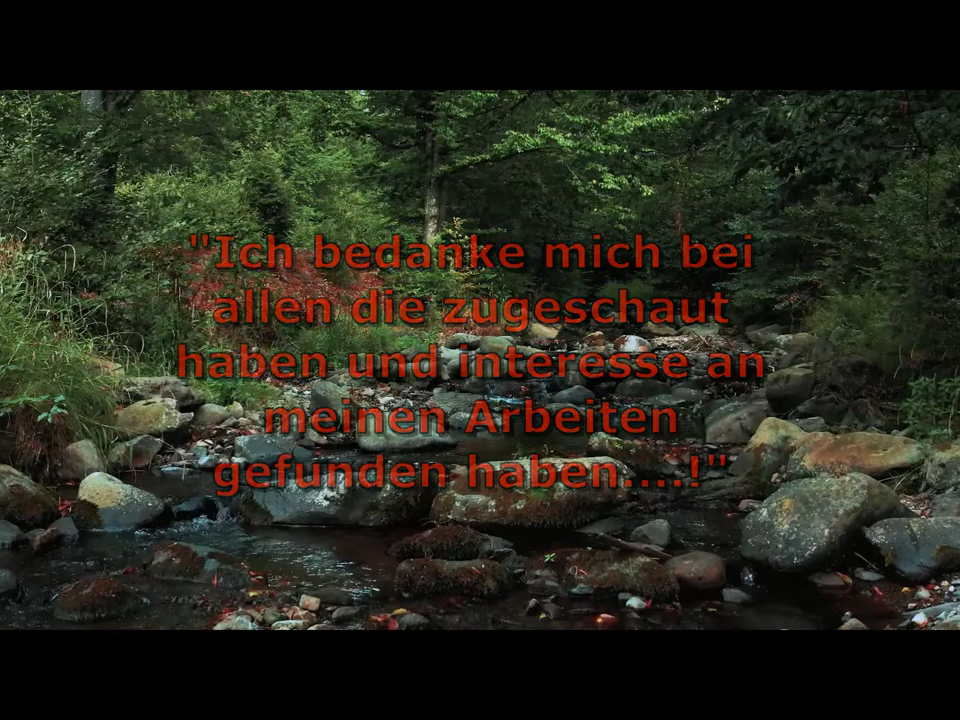 "Ich bedanke mich bei
allen die zugeschaut
haben und interesse an
meinen Arbeiten
gefunden haben....!"